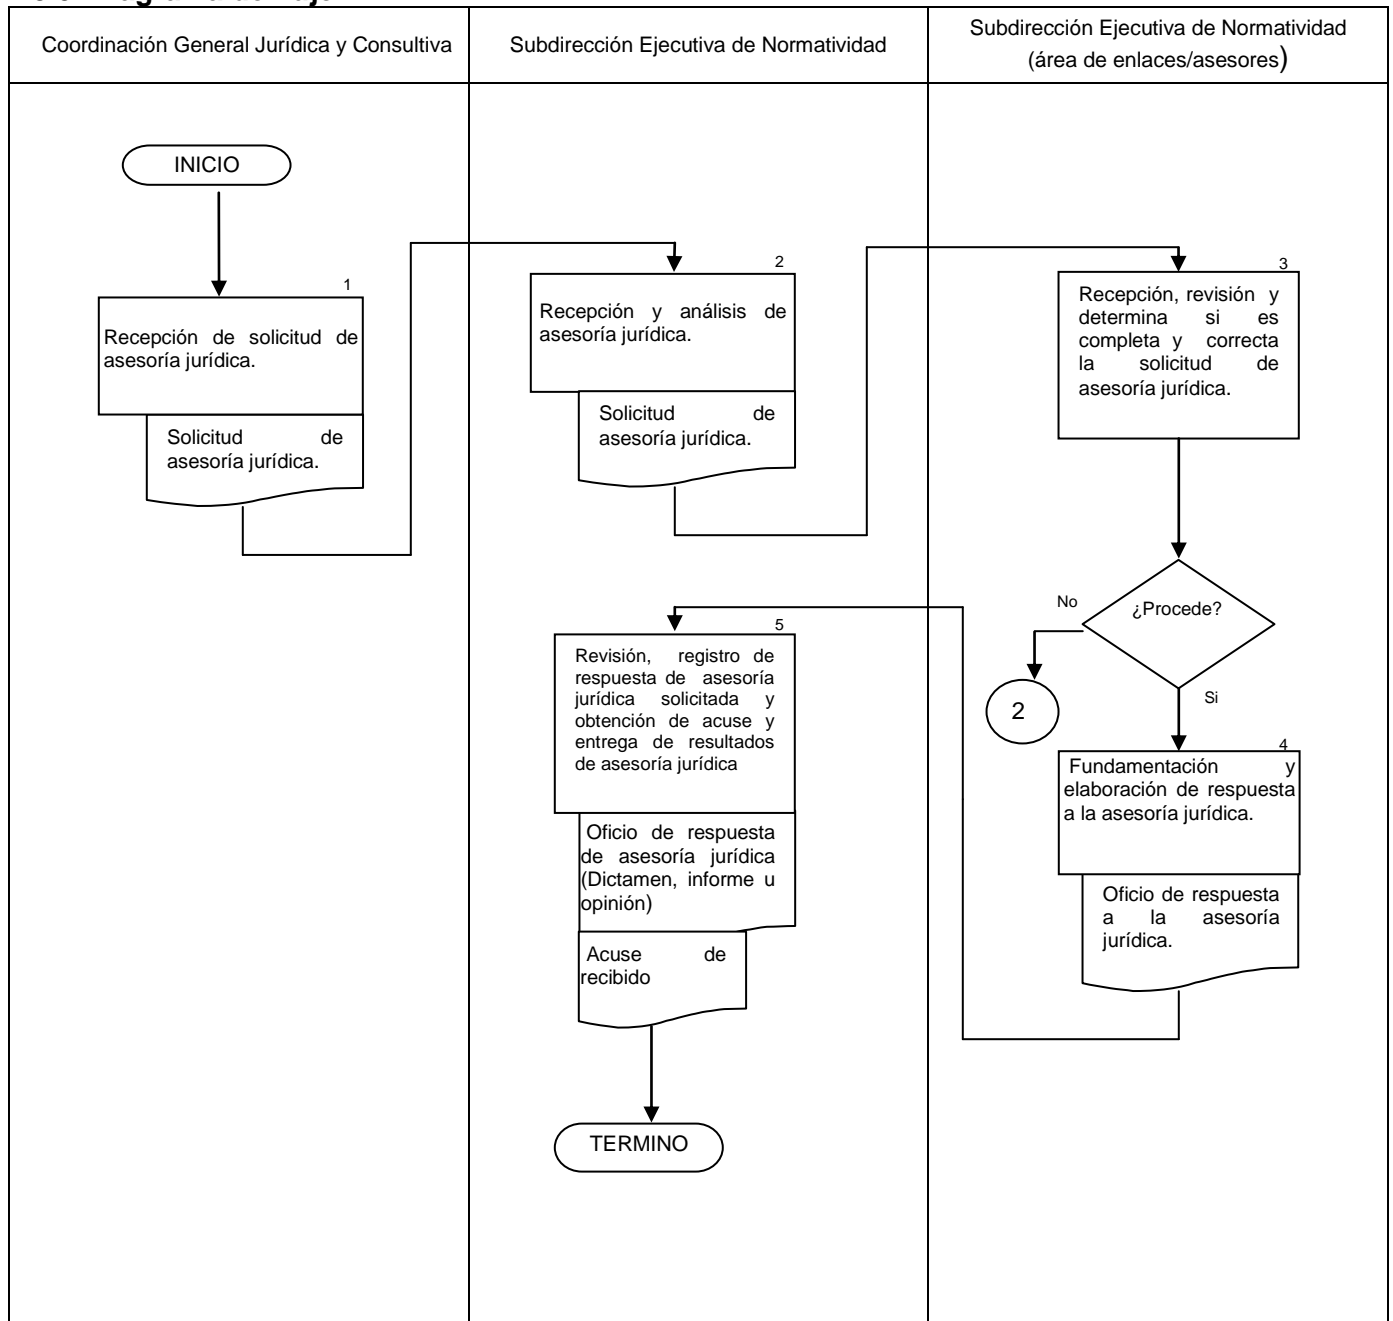 Coordinación General Jurídica y Consultiva
Subdirección Ejecutiva de Normatividad
Subdirección Ejecutiva de Normatividad
(área de enlaces/asesores)
INICIO
1
Recepción de solicitud de
asesoría jurídica.
Solicitud de
asesoría jurídica.
2
Recepción y análisis de
asesoría jurídica.
Solicitud de
asesoría jurídica.
3
Recepción, revisión y
determina si es
completa y correcta
la solicitud de
asesoría jurídica.
¿Procede?
No
2
Si
4
Fundamentación y
elaboración de respuesta
a la asesoría jurídica.
Oficio de respuesta
a la asesoría
jurídica.
5
Revisión, registro de
respuesta de asesoría
jurídica solicitada y
obtención de acuse y
entrega de resultados
de asesoría jurídica
Oficio de respuesta
de asesoría jurídica
(Dictamen, informe u
opinión)
Acuse de
recibido
TERMINO